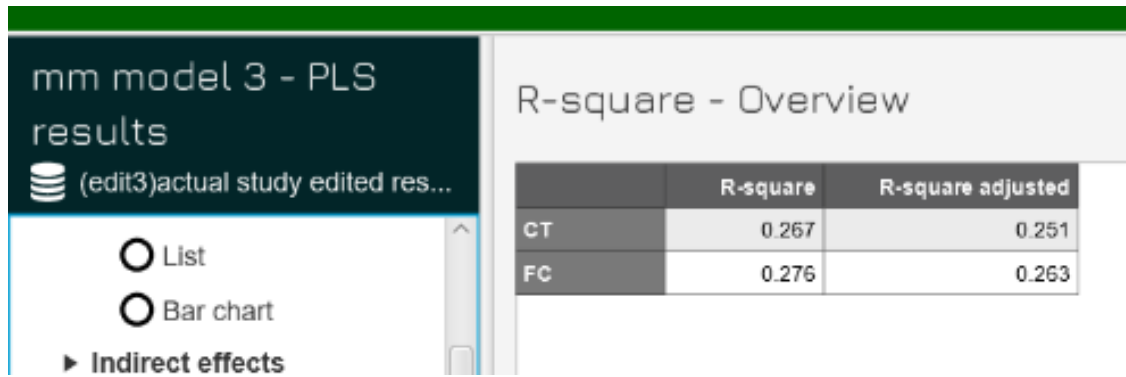 mm model 3 - PLS
results
(edit3)actual study edited res...
List
Bar chart
Indirect effects
R-square - Overview
R-square R-square adjusted
CT 0.267 0.251
FC 0.276 0.263